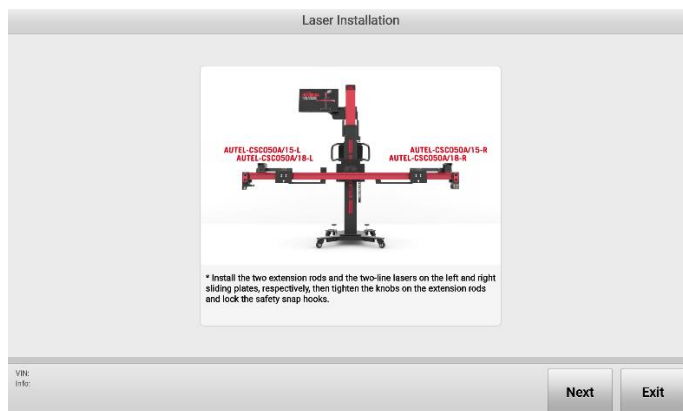 Laser Installation
AUTEL-CSC050A/15-L
AUTEL-CSC050A/18-L
AUTEL-CSC050A/15-R
AUTEL-CSC050A/18-R
* Install the two extension rods and the two-line lasers on the left and right
sliding plates, respectively, then tighten the knobs on the extension rods
and lock the safety snap hooks.
VIN:
Info:
Next
Exit